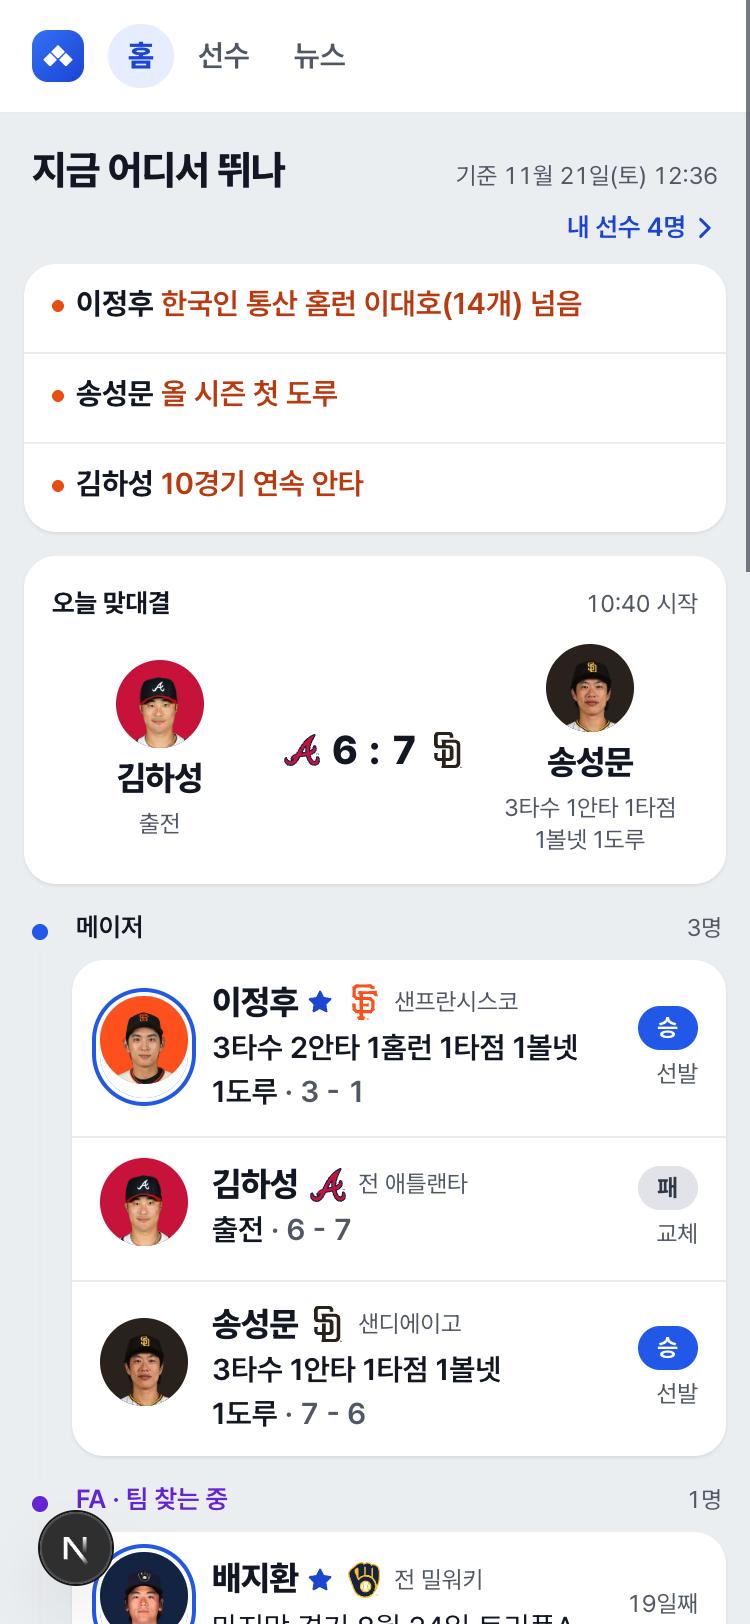 홈 선수 뉴스
지금 어디서 뛰나
기준 11월 21일(토) 12:36
내 선수 4명
이정후 한국인 통산 홈런 이대호(14개) 넘음
송성문 올 시즌 첫 도루
김하성 10경기 연속 안타
오늘 맞대결 10:40 시작
김하성
출전
6 : 7
송성문
3타수 1안타 1타점
1볼넷 1도루
메이저 3명
이정후 샌프란시스코
3타수 2안타 1홈런 1타점 1볼넷
1도루 · 3 - 1
승
선발
김하성 전 애틀랜타
출전 · 6 - 7
패
교체
송성문 샌디에이고
3타수 1안타 1타점 1볼넷
1도루 · 7 - 6
승
선발
FA · 팀 찾는 중 1명
N
배지환 전 밀워키
19일째